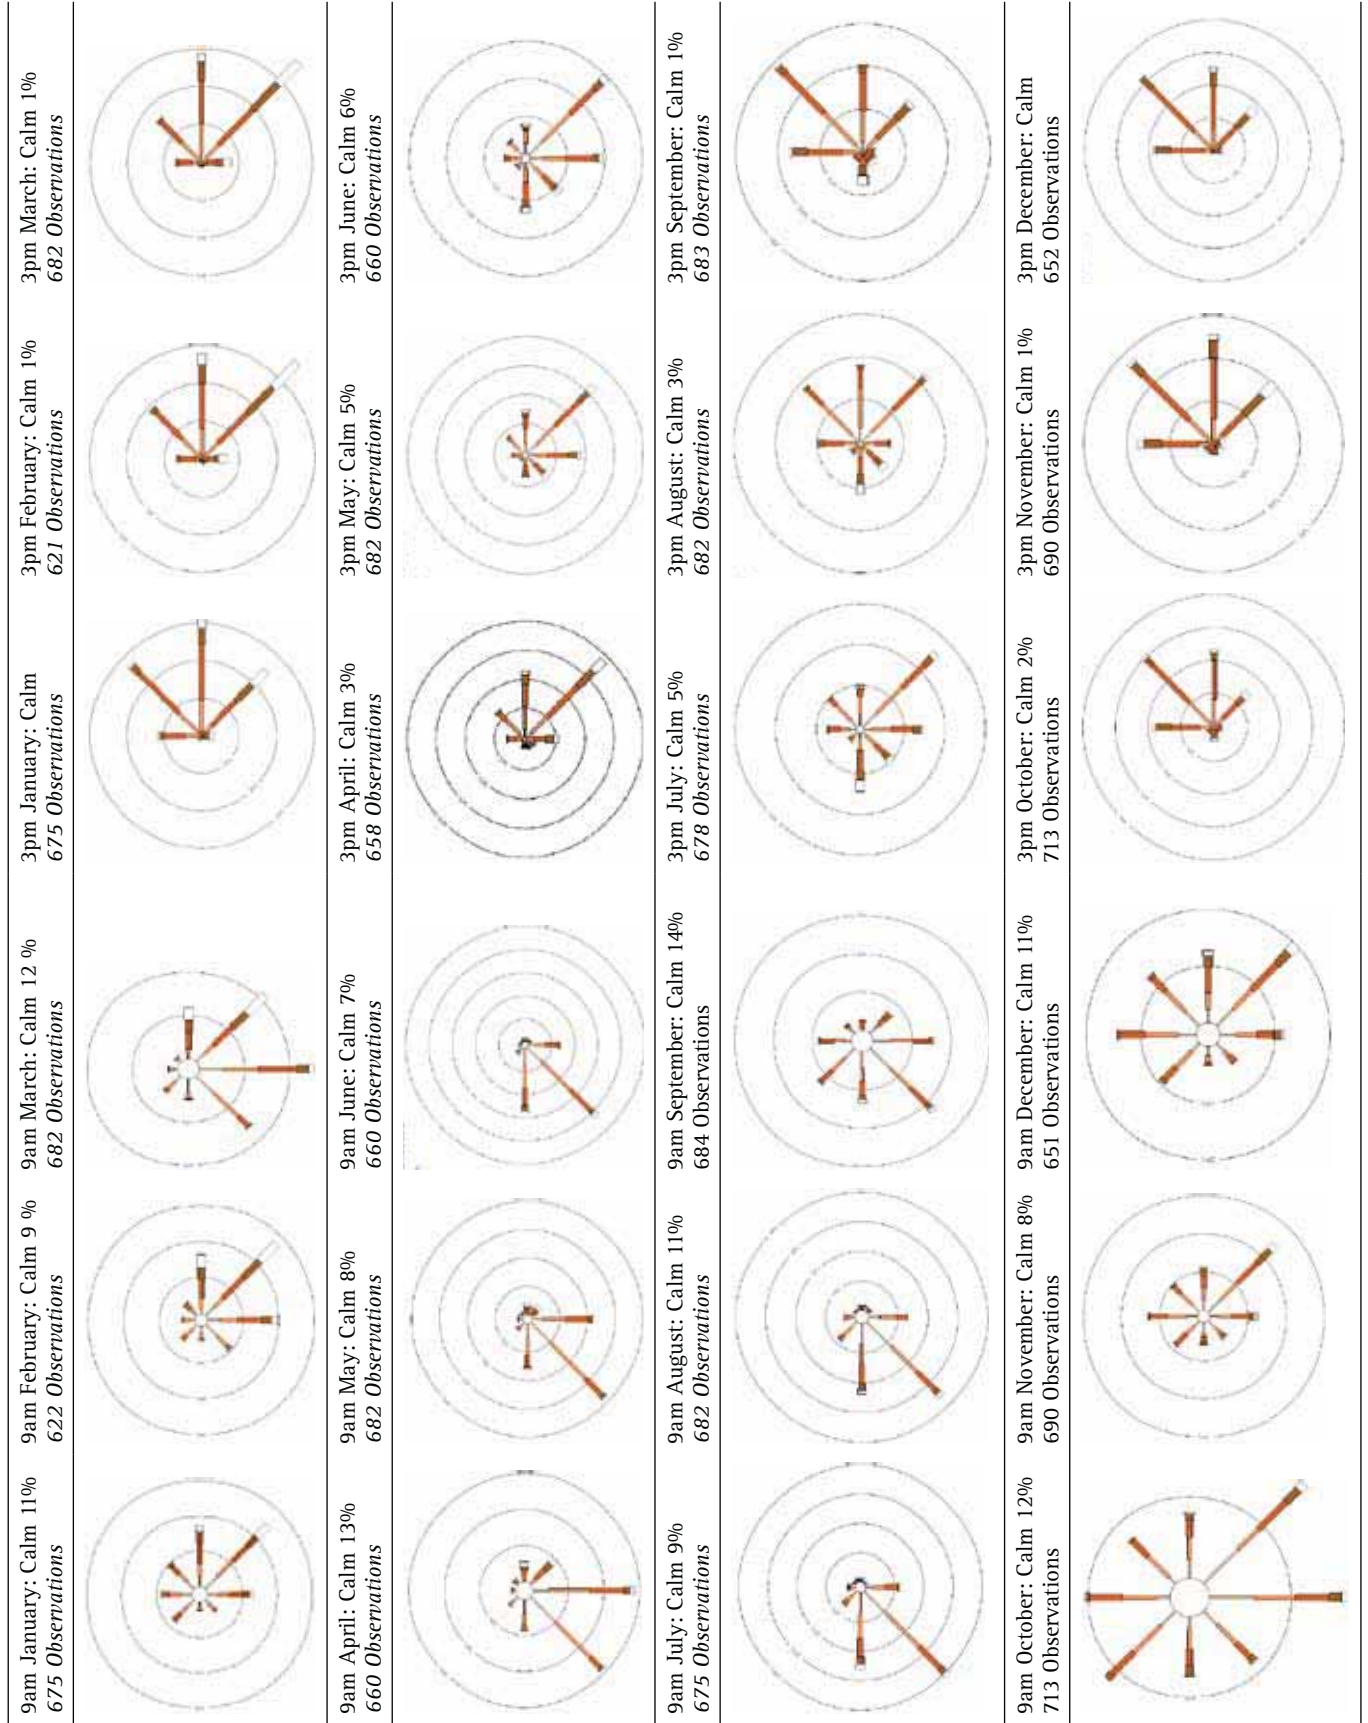 9am January: Calm 11%
675 Observations
9am February: Calm 9 %
622 Observations
9am March: Calm 12 %
682 Observations
3pm January: Calm
675 Observations
3pm February: Calm 1%
621 Observations
3pm March: Calm 1%
682 Observations
9am April: Calm 13%
660 Observations
9am May: Calm 8%
682 Observations
9am June: Calm 7%
660 Observations
3pm April: Calm 3%
658 Observations
3pm May: Calm 5%
682 Observations
3pm June: Calm 6%
660 Observations
9am July: Calm 9%
675 Observations
9am August: Calm 11%
682 Observations
9am September: Calm 14%
684 Observations
3pm July: Calm 5%
678 Observations
3pm August: Calm 3%
682 Observations
3pm September: Calm 1%
683 Observations
9am October: Calm 12%
713 Observations
9am November: Calm 8%
690 Observations
9am December: Calm 11%
651 Observations
3pm October: Calm 2%
713 Observations
3pm November: Calm 1%
690 Observations
3pm December: Calm
652 Observations